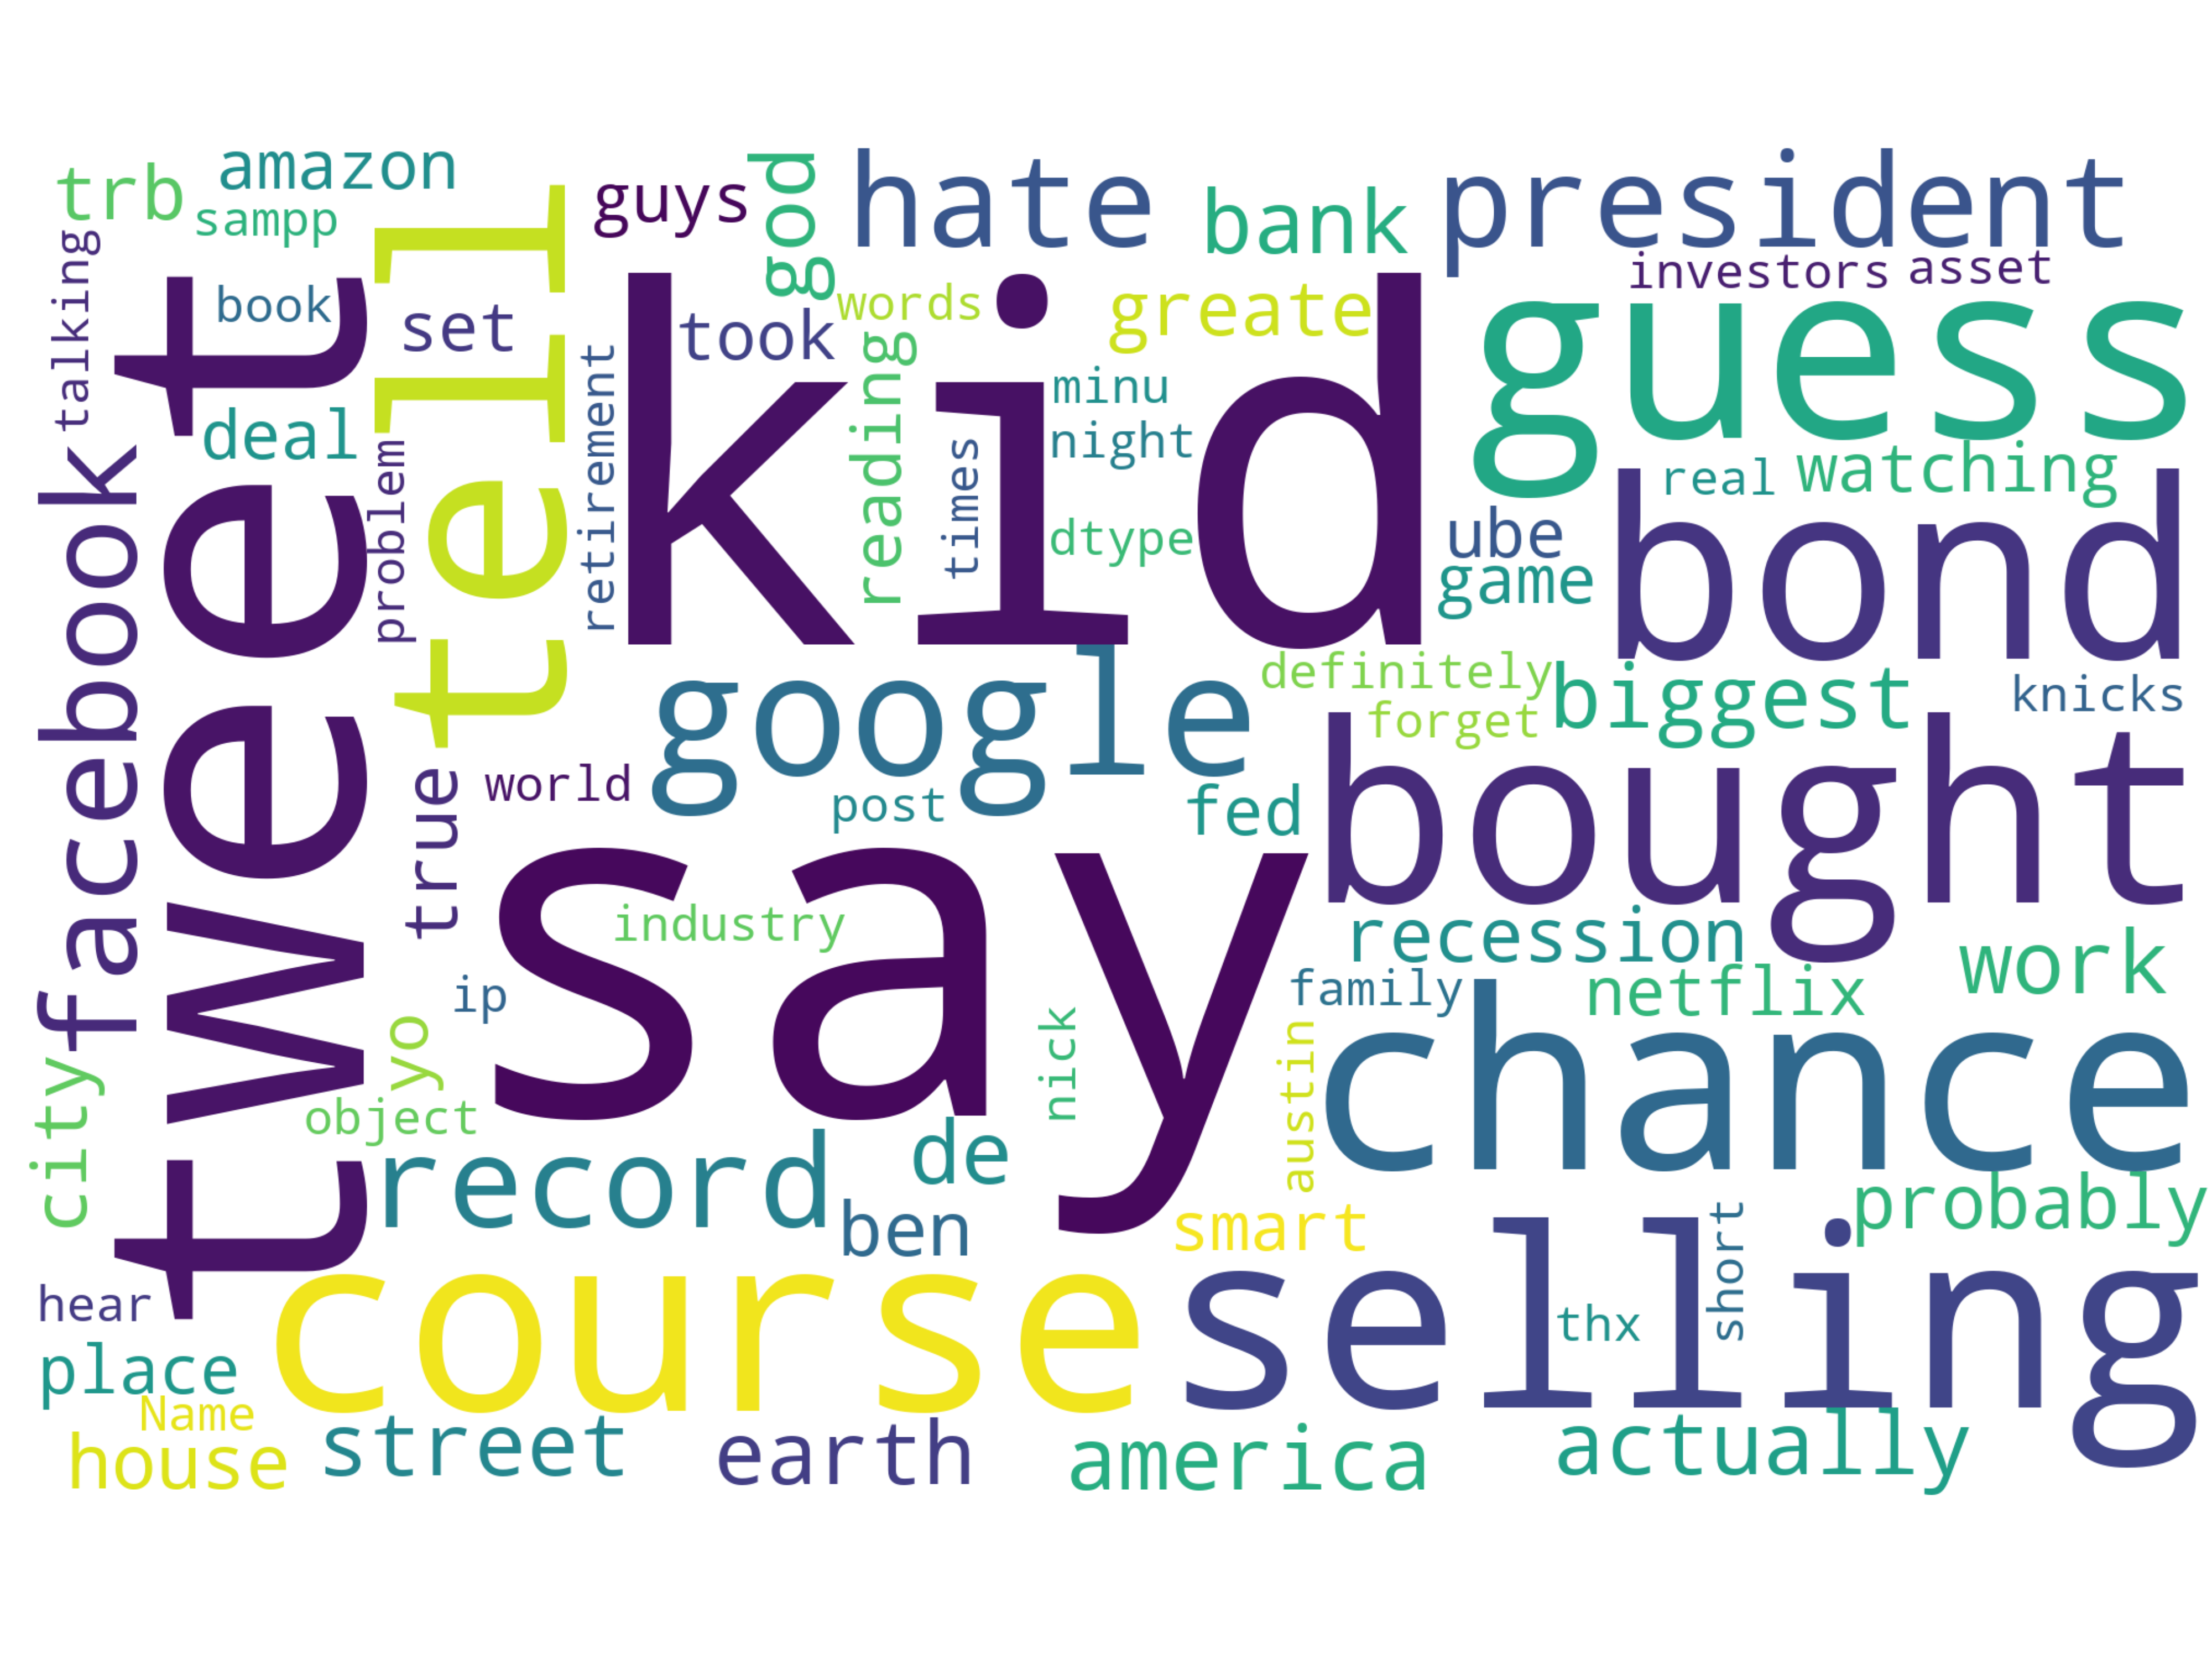 trb
amazon
sampp
guys
god
hate
bank
president
investors
asset
talking
book
set
took
words
greate
guess
tweet
tell
kid
facebook
deal
problem
retirement
reading
times
minu
night
dtype
real
watching
ube
game
bond
google
definitely
forget
biggest
knicks
true
world
post
fed
bought
say
industry
recession
work
ip
family
netflix
city
yo
object
nick
austin
chance
record
de
ben
smart
short
probably
hear
course
selling
thx
place
Name
house
street
earth
america
actually